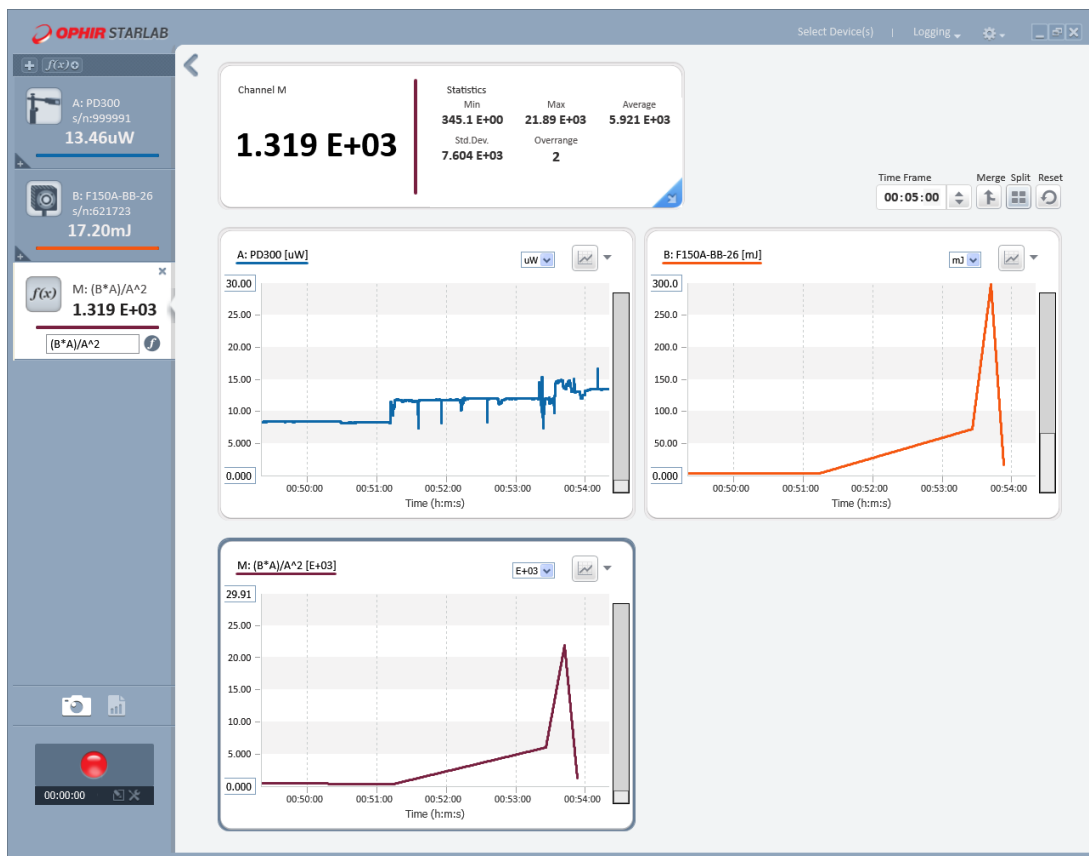 OPHIR STARLAB
Select Device(s) | Logging
f(x)
A: PD300
s/n:999991
13.46uW
B: F150A-BB-26
s/n:621723
17.20mJ
f(x)
M: (B*A)/A^2
1.319 E+03
(B*A)/A^2
f
00:00:00
Channel M
1.319 E+03
Statistics
Min Max Average
345.1 E+00 21.89 E+03 5.921 E+03
Std.Dev. Overrange
7.604 E+03 2
Time Frame Merge Split Reset
00:05:00
A: PD300 [uW]
uW
30.00
25.00
20.00
15.00
10.00
5.000
0.000
00:50:00 00:51:00 00:52:00 00:53:00 00:54:00
Time (h:m:s)
B: F150A-BB-26 [mJ]
mJ
300.0
250.0
200.0
150.0
100.0
50.00
0.000
00:50:00 00:51:00 00:52:00 00:53:00 00:54:00
Time (h:m:s)
M: (B*A)/A^2 [E+03]
E+03
29.91
25.00
20.00
15.00
10.00
5.000
0.000
00:50:00 00:51:00 00:52:00 00:53:00 00:54:00
Time (h:m:s)